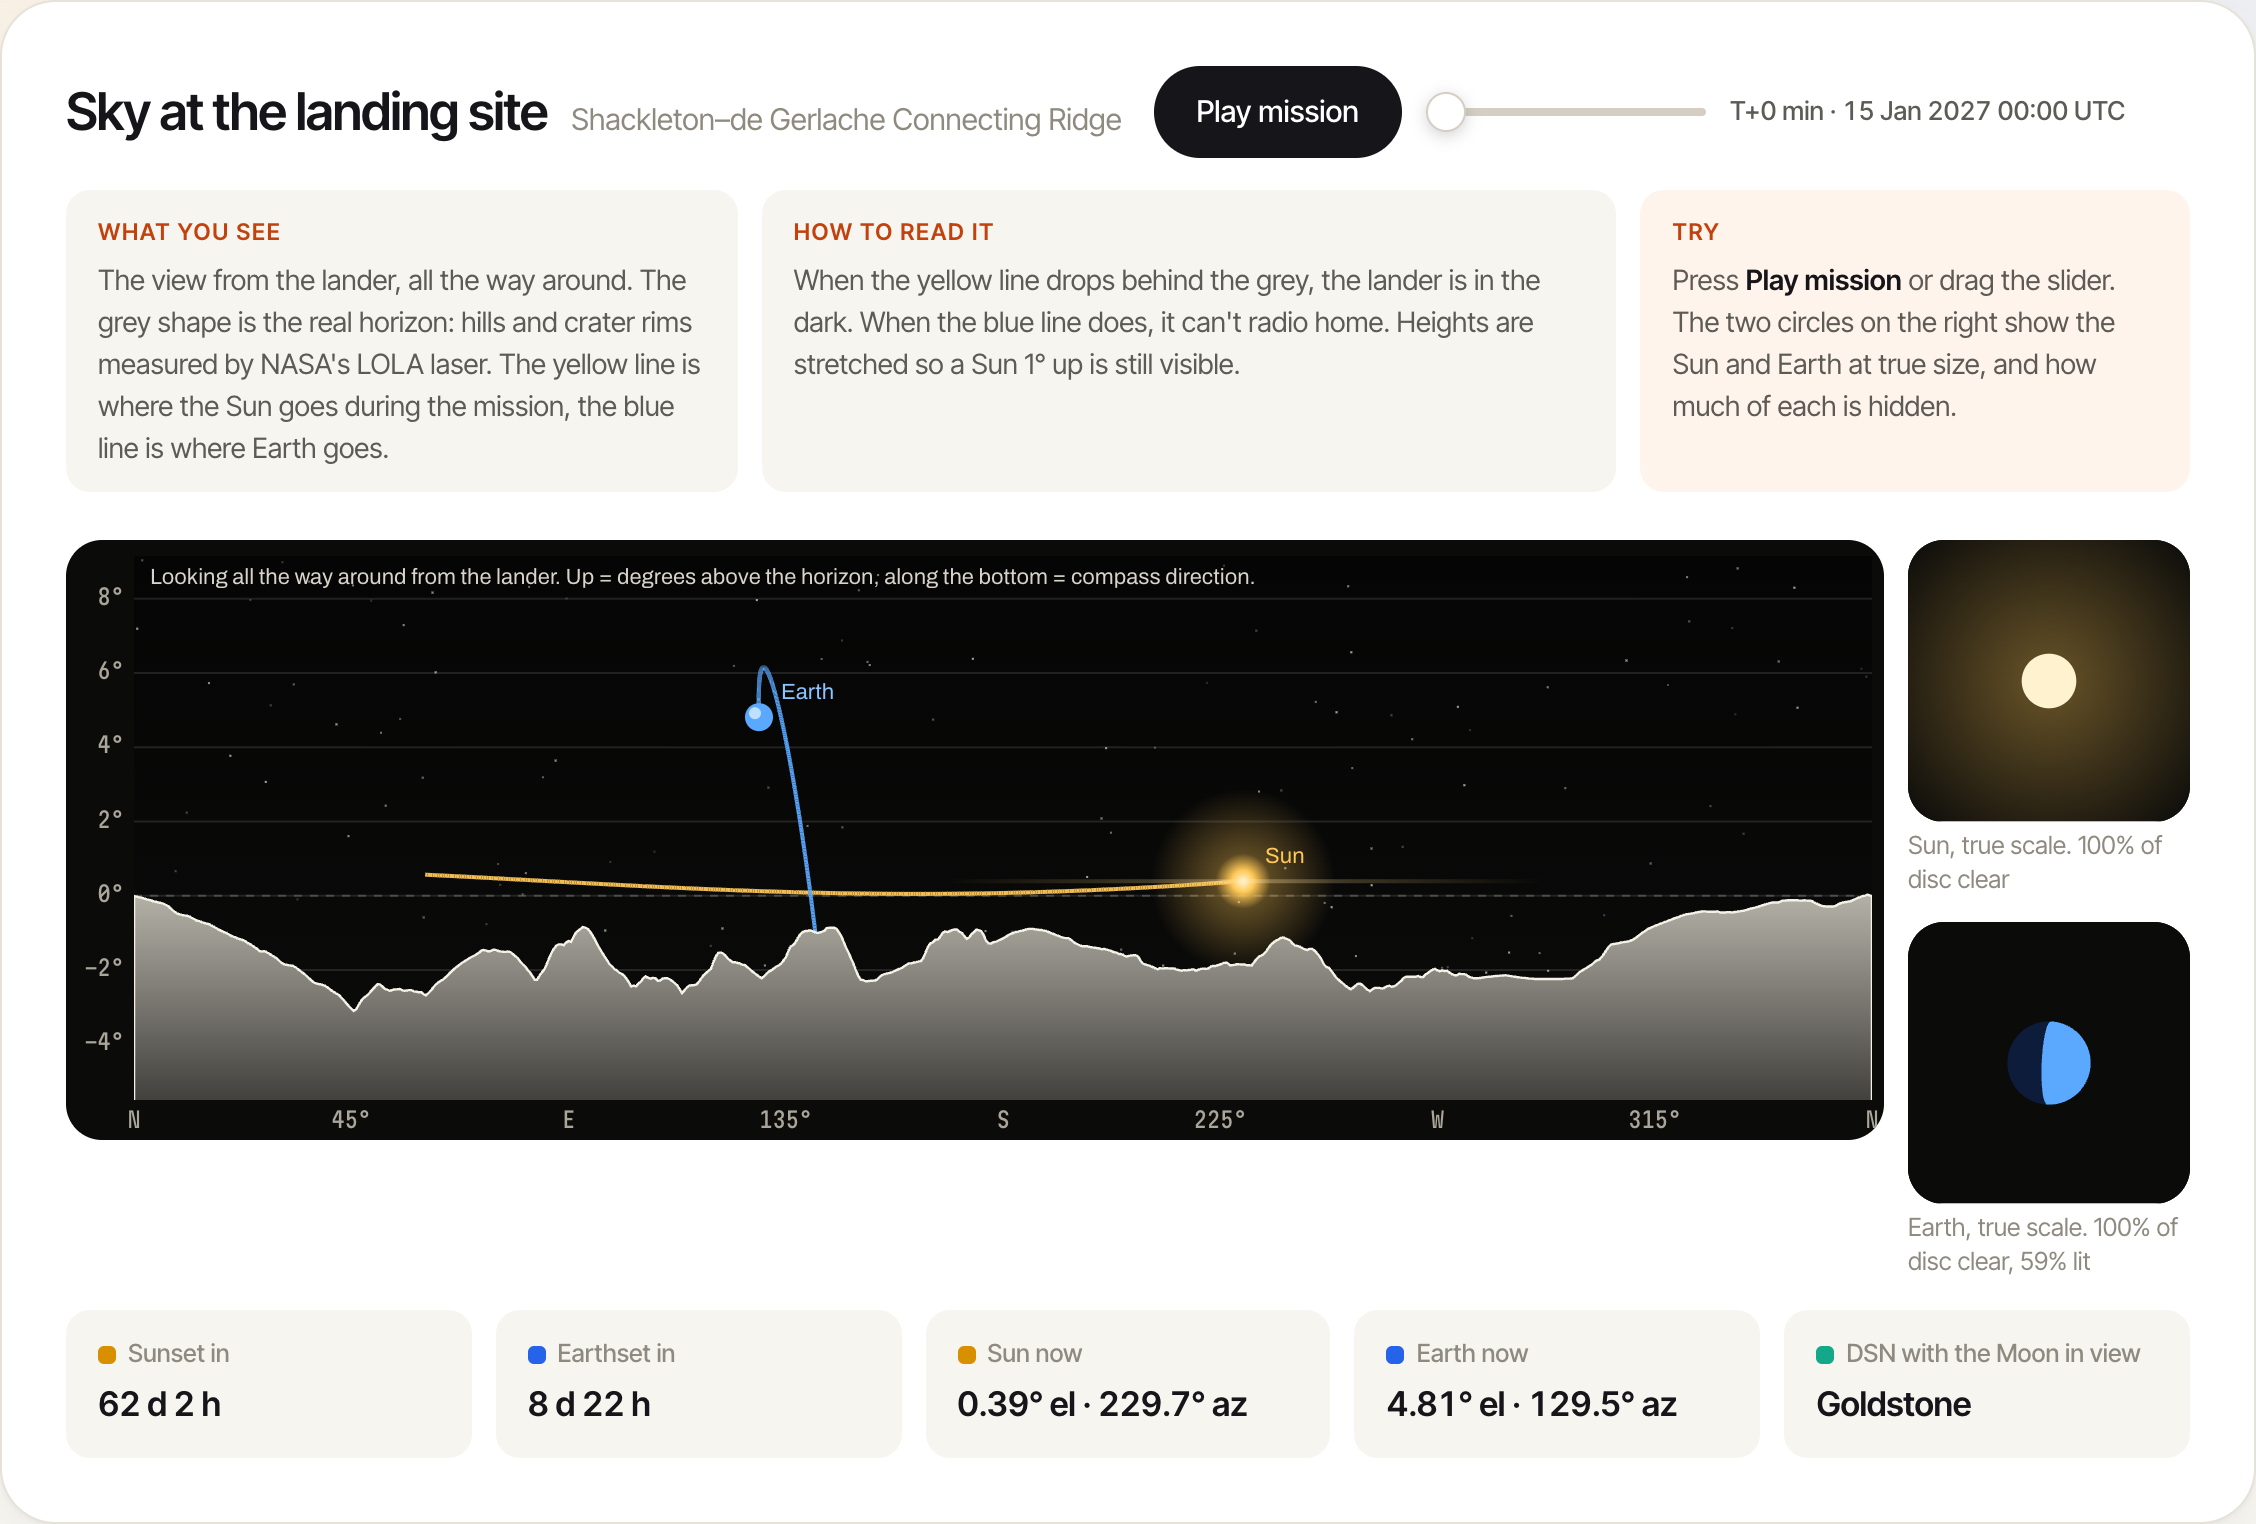 Sky at the landing site Shackleton–de Gerlache Connecting Ridge Play mission T+0 min · 15 Jan 2027 00:00 UTC
WHAT YOU SEE
The view from the lander, all the way around. The
grey shape is the real horizon: hills and crater rims
measured by NASA's LOLA laser. The yellow line is
where the Sun goes during the mission, the blue
line is where Earth goes.
HOW TO READ IT
When the yellow line drops behind the grey, the lander is in the
dark. When the blue line does, it can't radio home. Heights are
stretched so a Sun 1° up is still visible.
TRY
Press Play mission or drag the slider.
The two circles on the right show the
Sun and Earth at true size, and how
much of each is hidden.
Looking all the way around from the lander. Up = degrees above the horizon, along the bottom = compass direction.
8°
6°
Earth
4°
2°
Sun
0°
−2°
−4°
N 45° E 135° S 225° W 315° N
Sun, true scale. 100% of
disc clear
Earth, true scale. 100% of
disc clear, 59% lit
Sunset in
62 d 2 h
Earthset in
8 d 22 h
Sun now
0.39° el · 229.7° az
Earth now
4.81° el · 129.5° az
DSN with the Moon in view
Goldstone